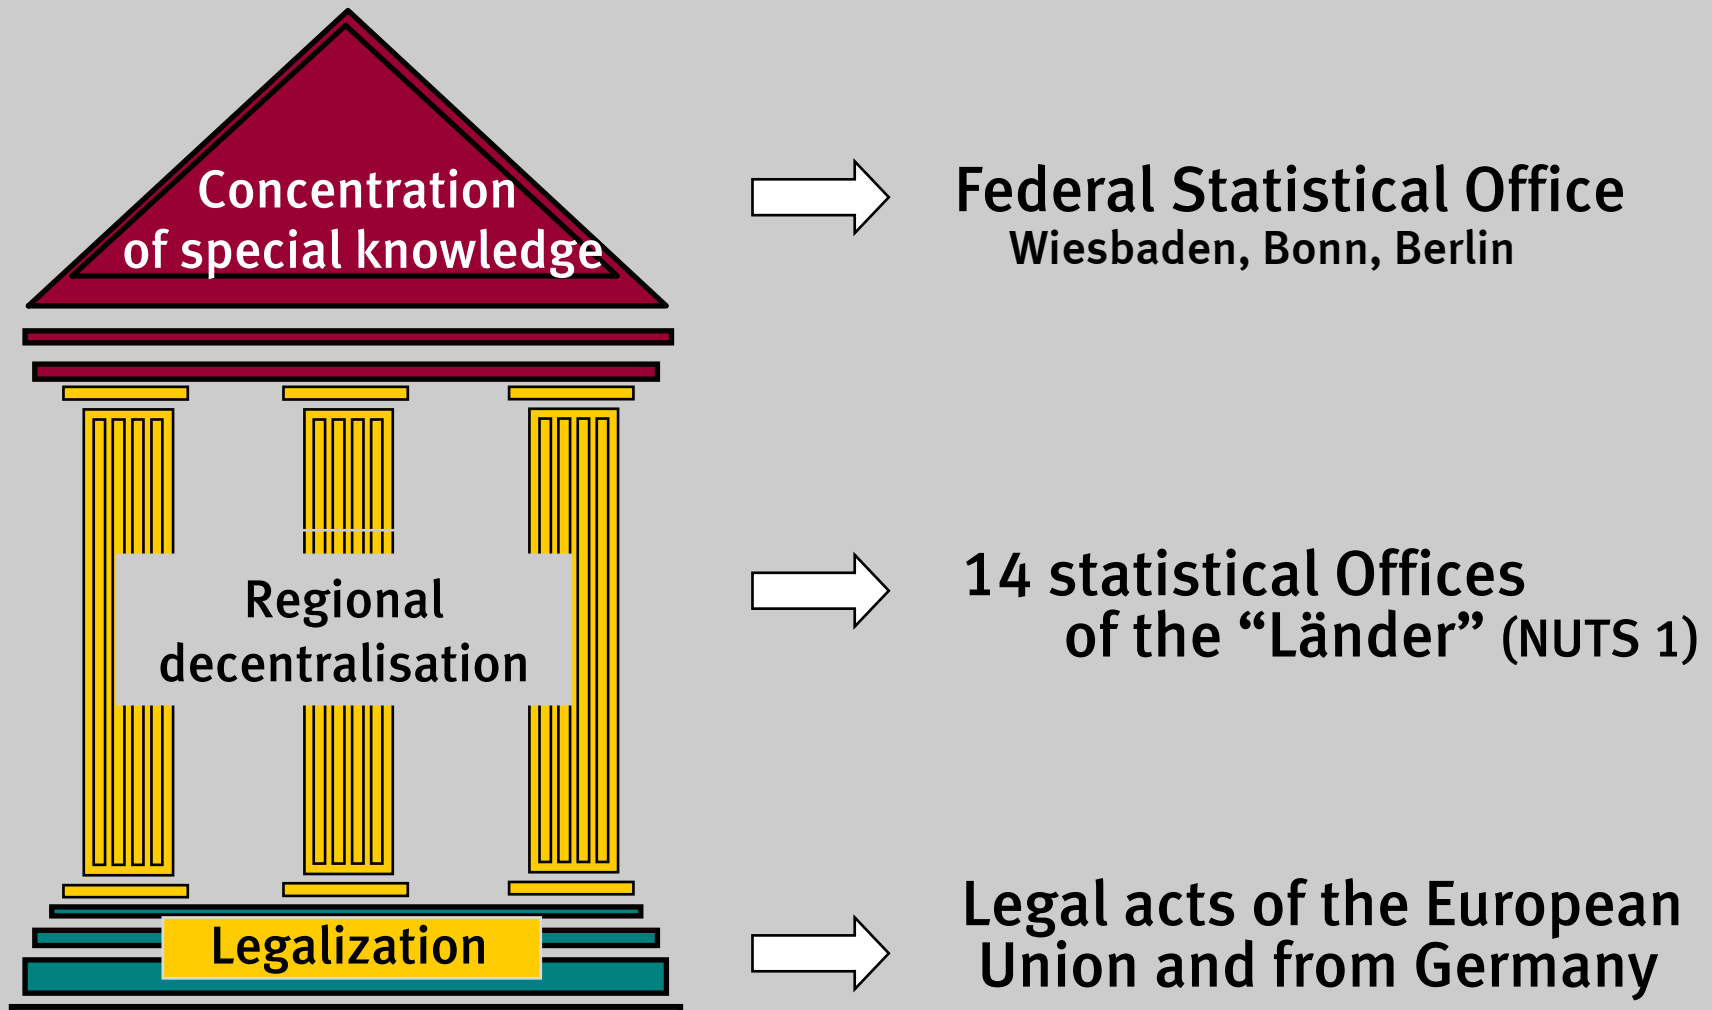 Concentration
of special knowledge
Federal Statistical Office
Wiesbaden, Bonn, Berlin
Regional
decentralisation
14 statistical Offices
of the “Länder” (NUTS 1)
Legalization
Legal acts of the European
Union and from Germany